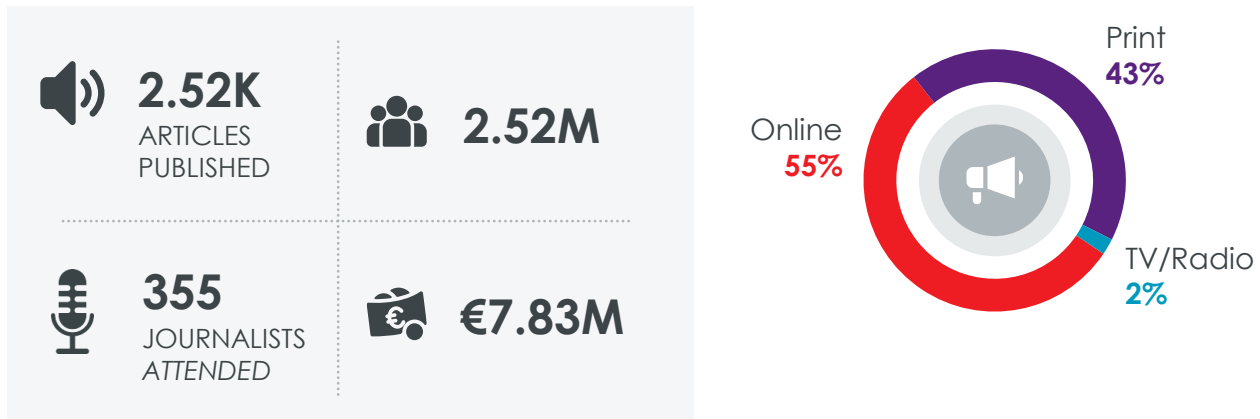 2.52K
ARTICLES
PUBLISHED
2.52M
355
JOURNALISTS
ATTENDED
€
€7.83M
Print
43%
Online
55%
TV/Radio
2%